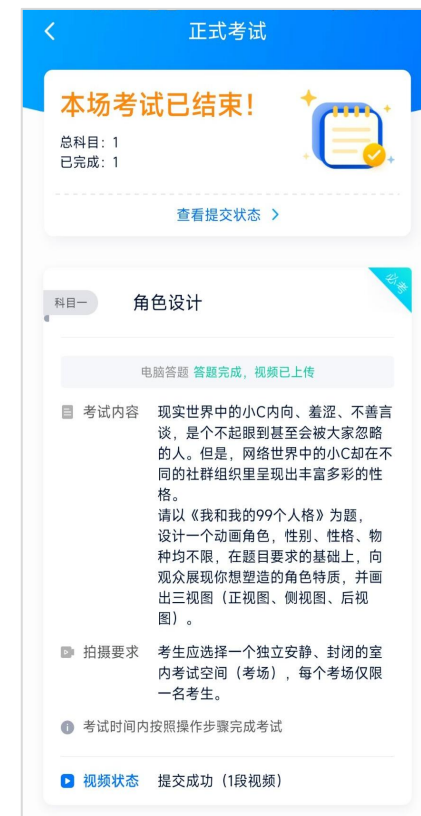 正式考试
本场考试已结束！
总科目：1
已完成：1
查看提交状态
必考
科目一
角色设计
电脑答题 答题完成，视频已上传
考试内容
现实世界中的小C内向、羞涩、不善言
谈，是个不起眼到甚至会被大家忽略
的人。但是，网络世界中的小C却在不
同的社群组织里呈现出丰富多彩的性
格。
请以《我和我的99个人格》为题，
设计一个动画角色，性别、性格、物
种均不限，在题目要求的基础上，向
观众展现你想塑造的角色特质，并画
出三视图（正视图、侧视图、后视
图）。
拍摄要求
考生应选择一个独立安静、封闭的室
内考试空间（考场），每个考场仅限
一名考生。
考试时间内按照操作步骤完成考试
视频状态 提交成功（1段视频）